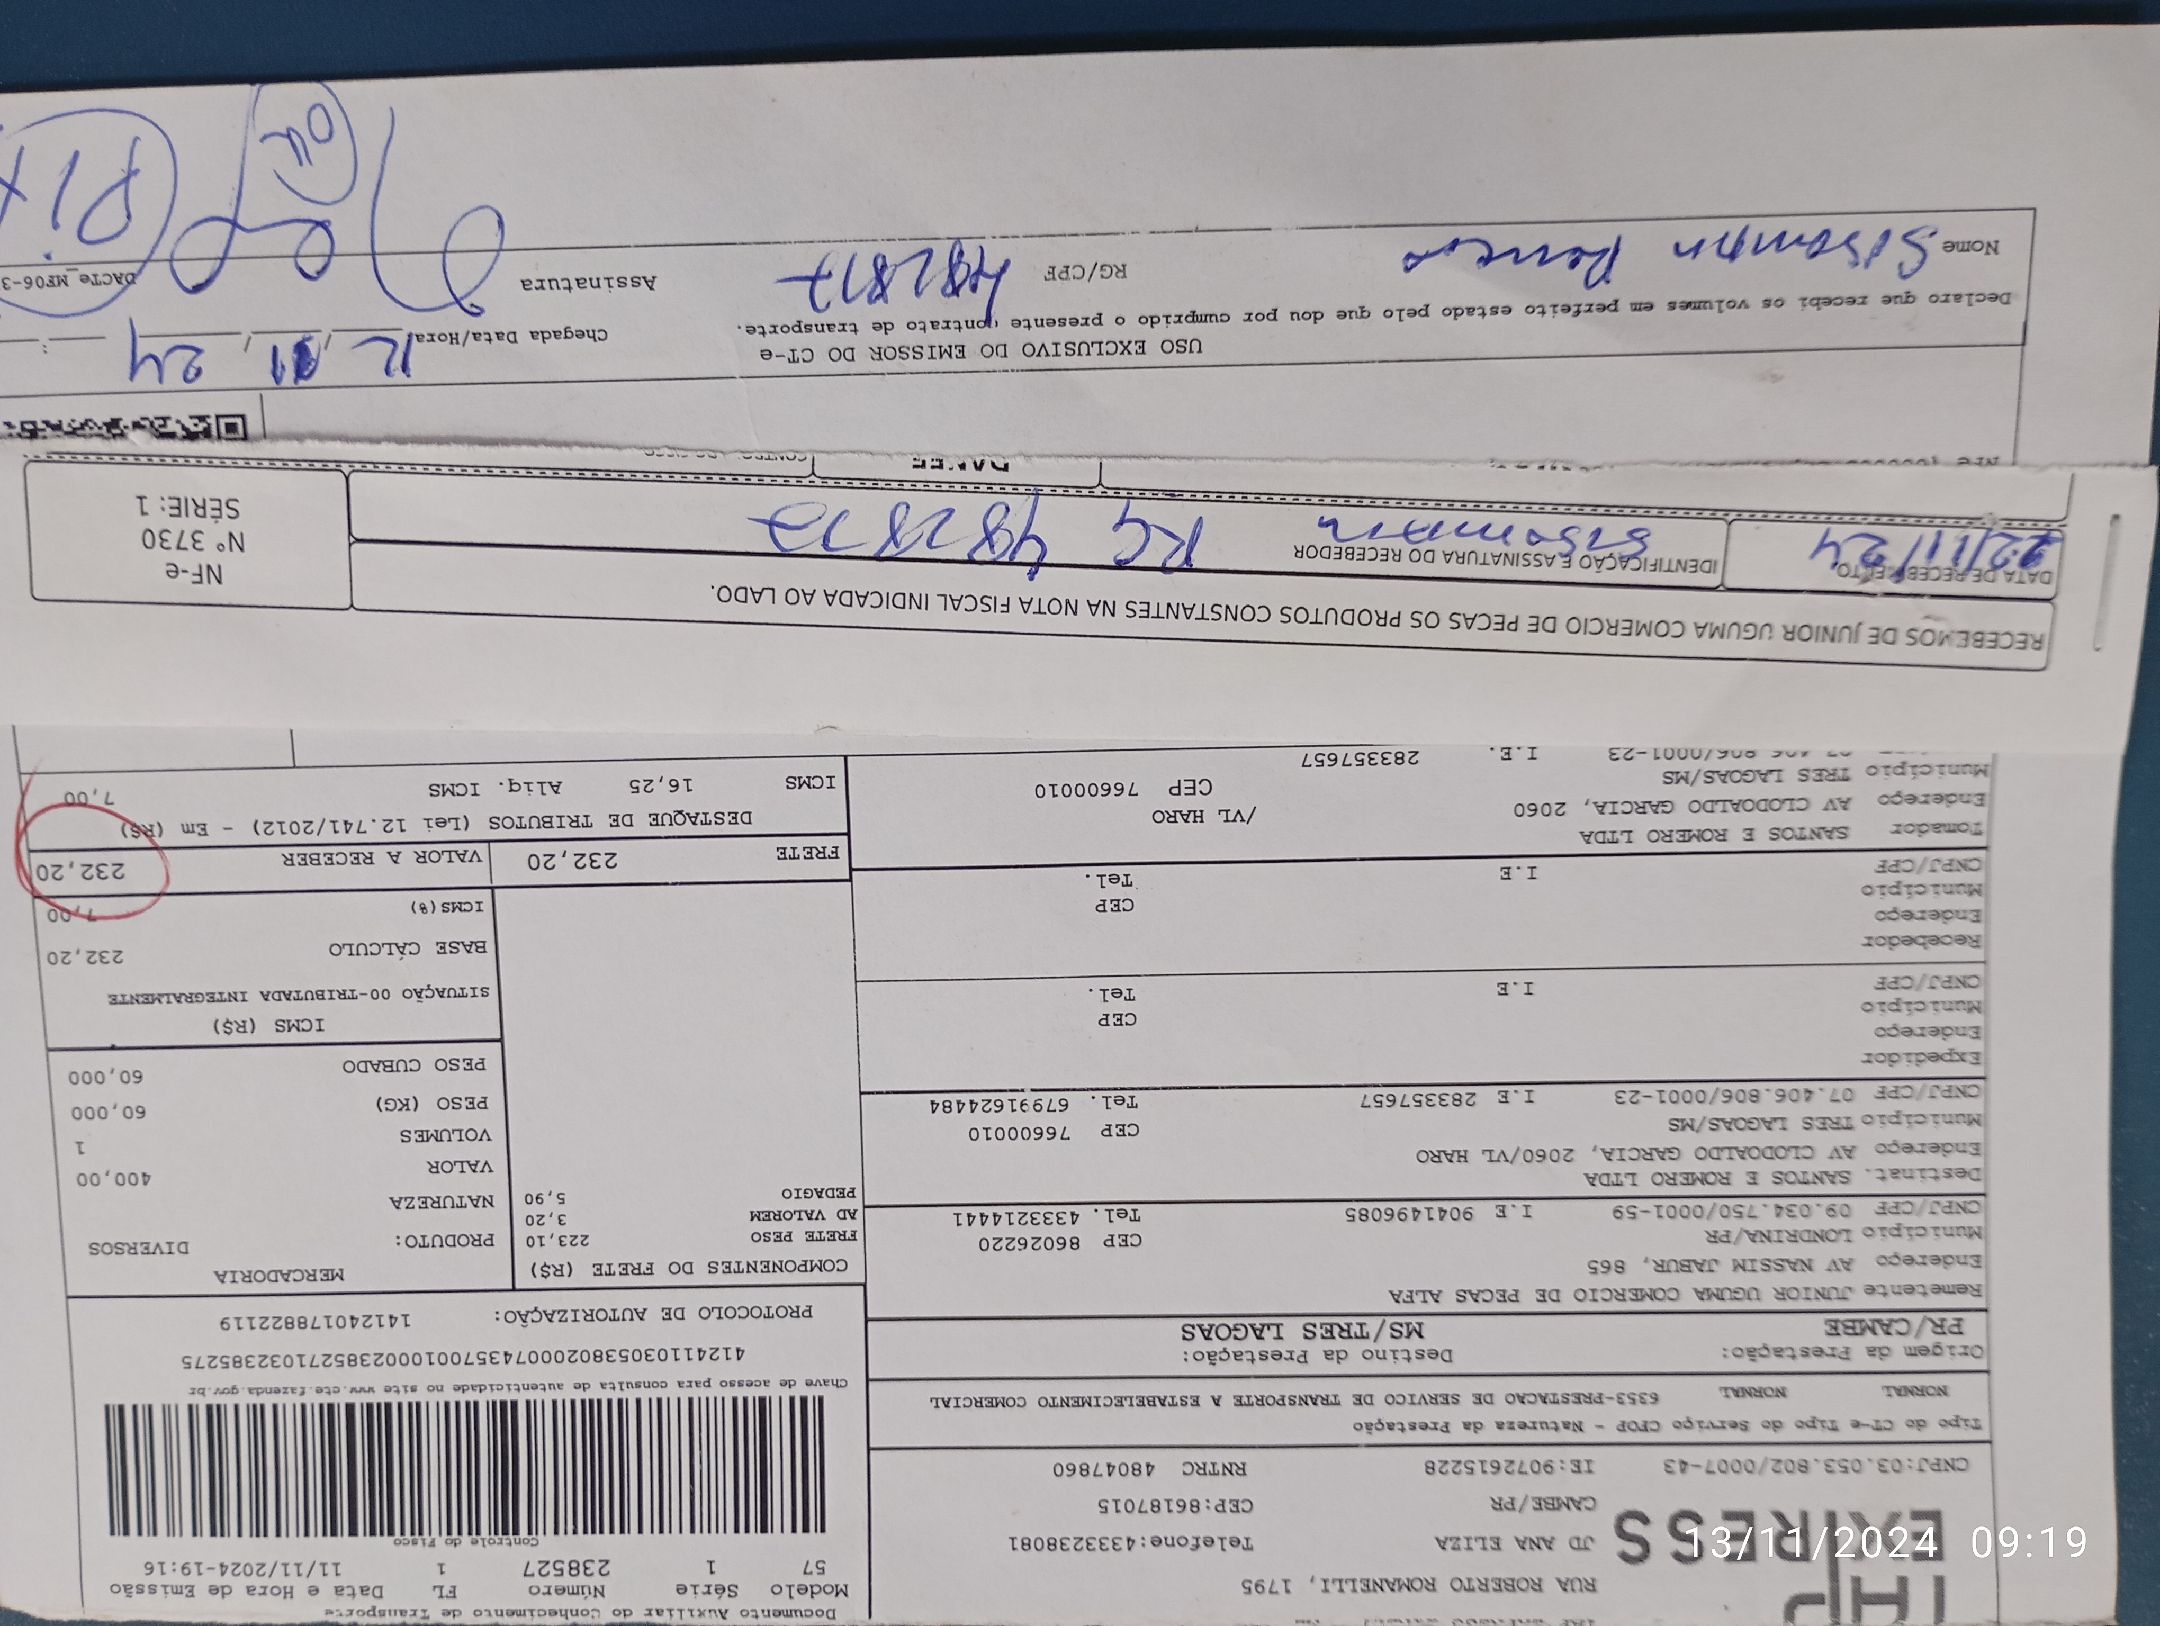 Documento Auxiliar do Conhecimento de Transporte
Modelo Série Número FL Data e Hora de Emissão
57 1 238527 1 11/11/2024-19:16
Controle do Fisco
EXPRESS
RUA ROBERTO ROMANELLI, 1795
JD ANA ELIZA Telefone:4333238081
CAMBE/PR CEP:86187015
CNPJ:03.053.802/0007-43 IE:9072615228 RNTRC 48047860
Tipo do CT-e Tipo do Serviço CFOP - Natureza da Prestação
NORMAL NORMAL 6353-PRESTACAO DE SERVICO DE TRANSPORTE A ESTABELECIMENTO COMERCIAL
Chave de acesso para consulta de autenticidade no site www.cte.fazenda.gov.br
41241103053802000743570010002385271032385275
PROTOCOLO DE AUTORIZAÇÃO: 141240178822119
Origem da Prestação: Destino da Prestação:
PR/CAMBE MS/TRES LAGOAS
Remetente JUNIOR UGUMA COMERCIO DE PECAS ALFA
Endereço AV NASSIM JABUR, 865
Município LONDRINA/PR CEP 86026220
CNPJ/CPF 09.034.750/0001-59 I.E 9041496085 Tel. 4333214441
Destinat. SANTOS E ROMERO LTDA
Endereço AV CLODOALDO GARCIA, 2060/VL HARO
Município TRES LAGOAS/MS CEP 76600010
CNPJ/CPF 07.406.806/0001-23 I.E 283357657 Tel. 67991624484
Expedidor
Endereço
Município CEP
CNPJ/CPF I.E Tel.
Recebedor
Endereço
Município CEP
CNPJ/CPF I.E Tel.
Tomador SANTOS E ROMERO LTDA
Endereço AV CLODOALDO GARCIA, 2060 /VL HARO
Município TRES LAGOAS/MS CEP 76600010
07.406.806/0001-23 I.E. 283357657
COMPONENTES DO FRETE (R$)
FRETE PESO 223,10
AD VALOREM 3,20
PEDAGIO 5,90
MERCADORIA
PRODUTO: DIVERSOS
NATUREZA
VALOR 400,00
VOLUMES 1
PESO (KG) 60,000
PESO CUBADO 60,000
ICMS (R$)
SITUAÇÃO 00-TRIBUTADA INTEGRALMENTE
BASE CÁLCULO 232,20
ICMS(%) 7,00
FRETE 232,20 VALOR A RECEBER 232,20
DESTAQUE DE TRIBUTOS (Lei 12.741/2012) - Em (R$)
ICMS 16,25 Aliq. ICMS 7,00
RECEBEMOS DE JUNIOR UGUMA COMERCIO DE PECAS OS PRODUTOS CONSTANTES NA NOTA FISCAL INDICADA AO LADO.
DATA DE RECEBIMENTO IDENTIFICAÇÃO E ASSINATURA DO RECEBEDOR
RG
NF-e
Nº 3730
SÉRIE: 1
USO EXCLUSIVO DO EMISSOR DO CT-e
Declaro que recebi os volumes em perfeito estado pelo que dou por cumprido o presente contrato de transporte.
Chegada Data/Hora 12/11/24
Nome RG/CPF Assinatura
DACTe_MF06-3
Ok
Pix
13/11/2024 09:19